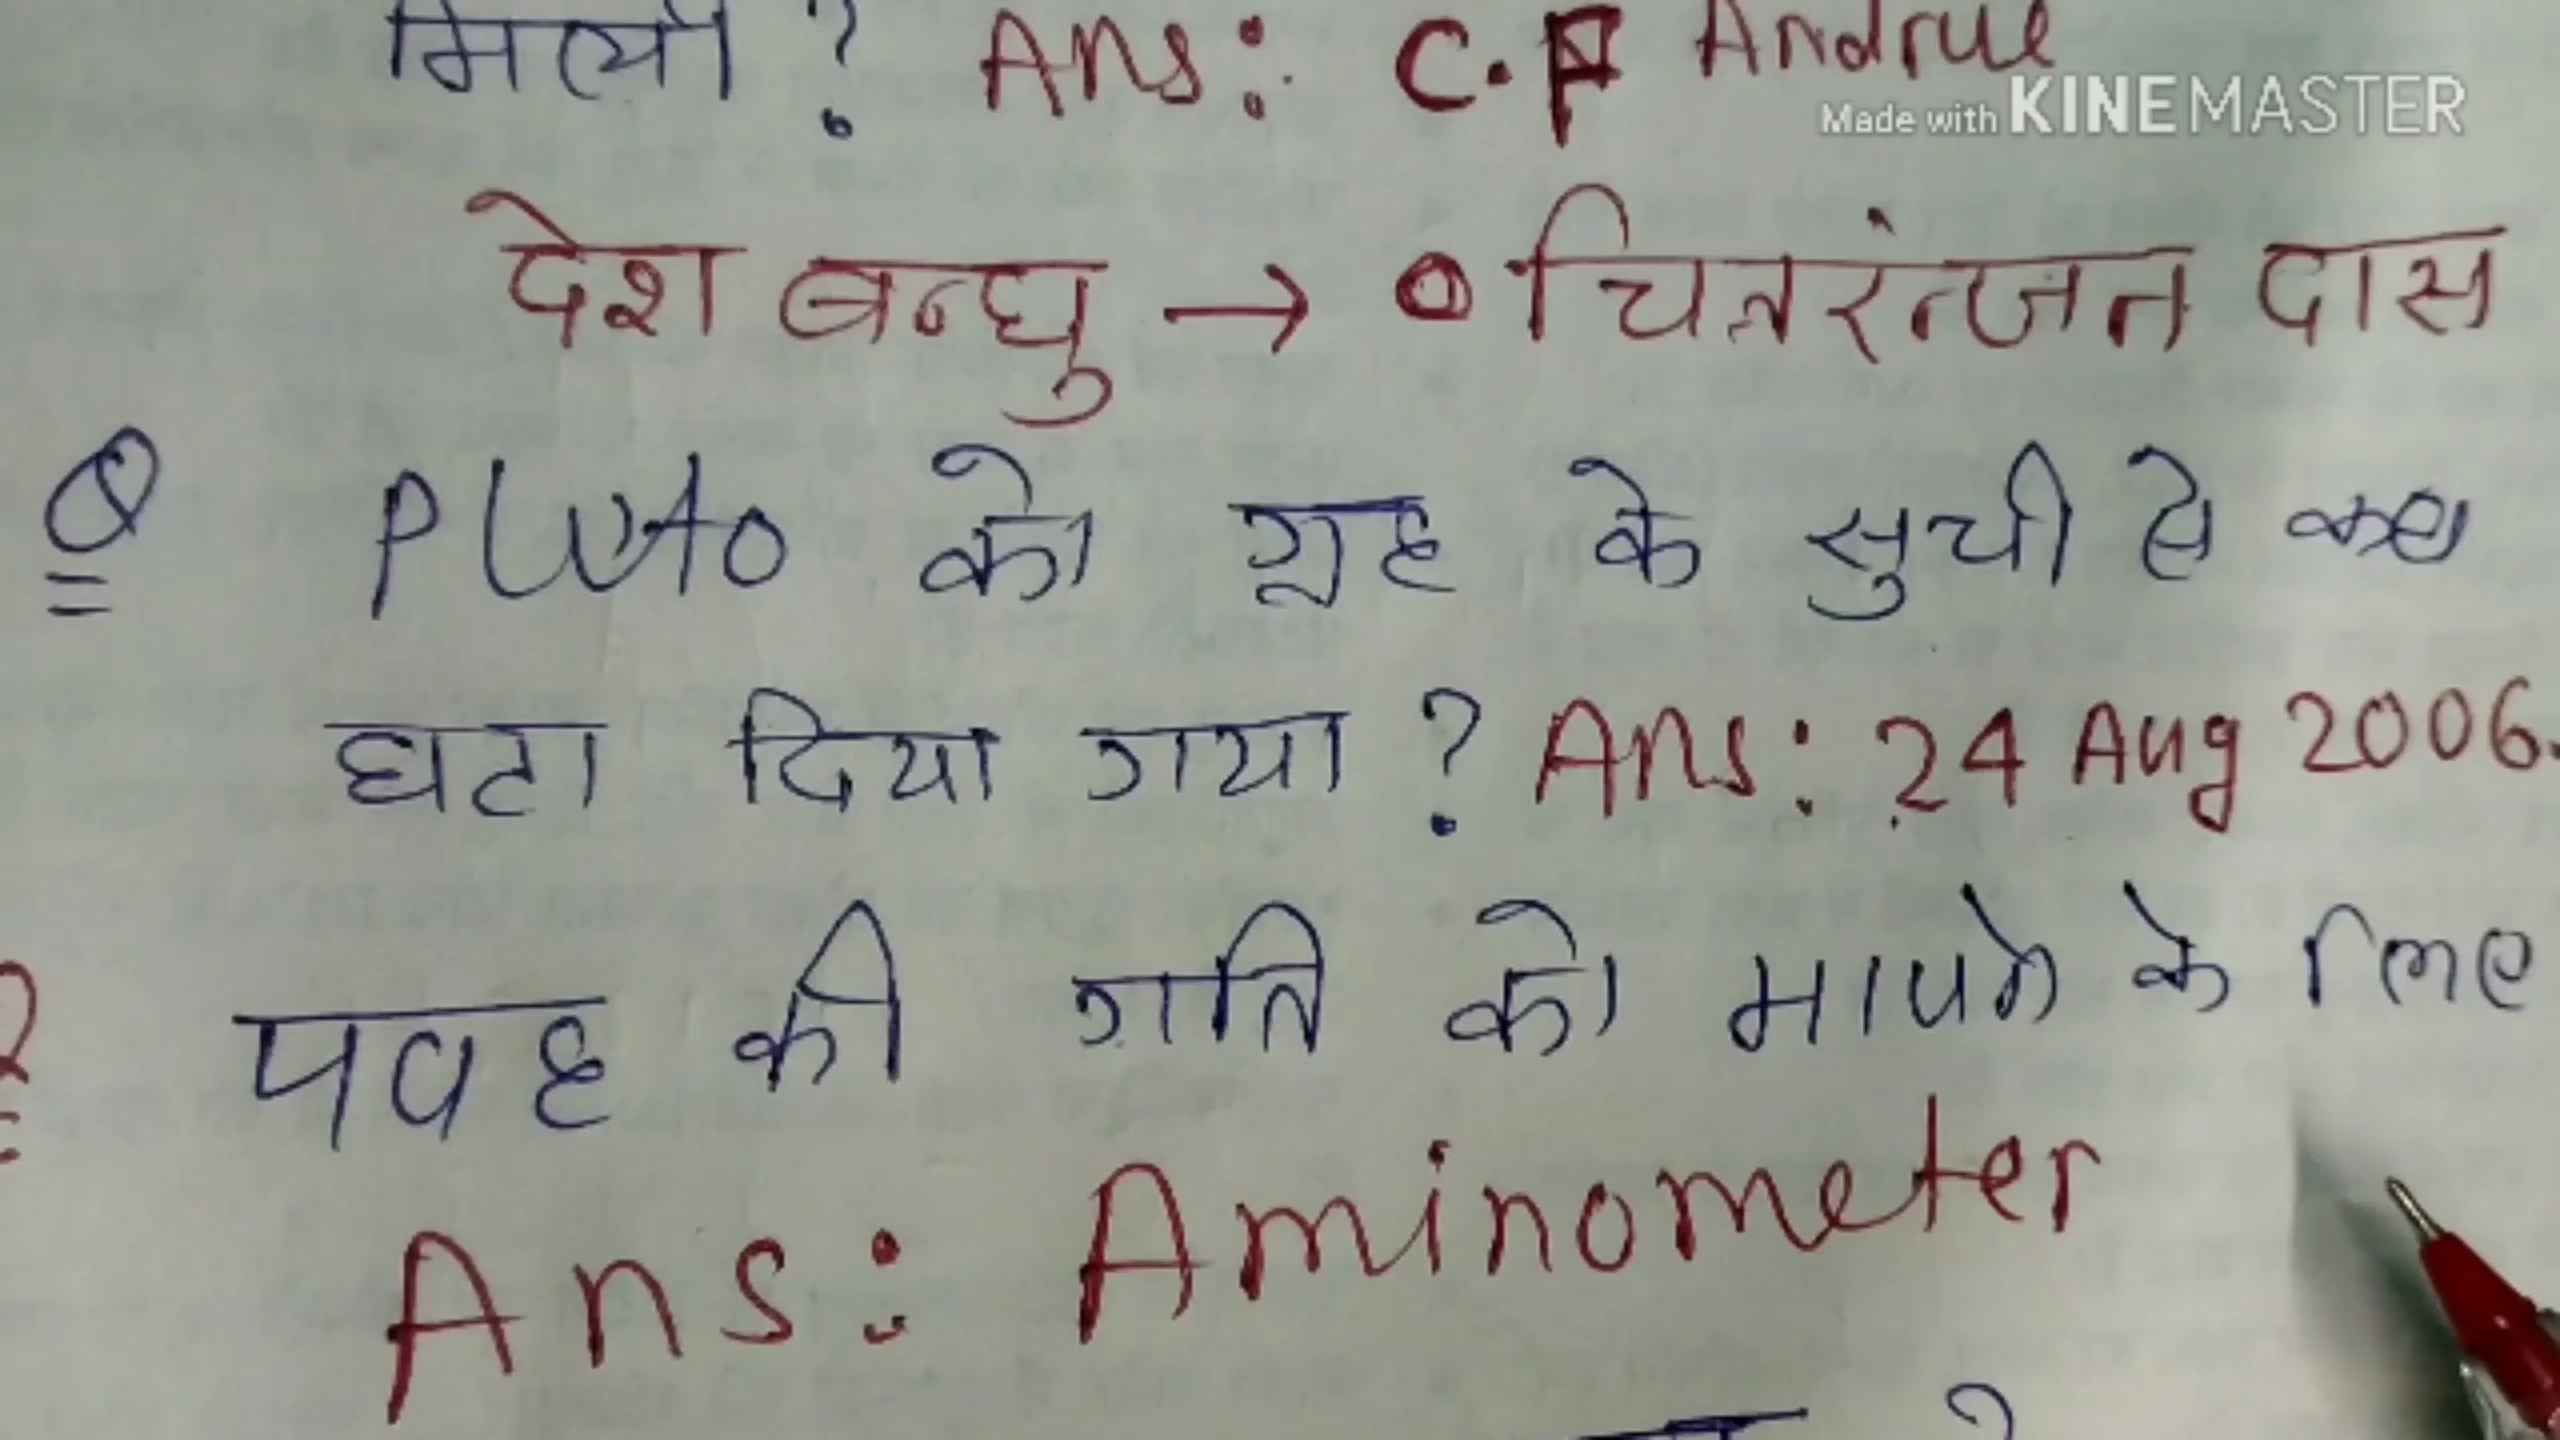 मिल्यो? Ans: C.F Andrue
Made with KINEMASTER
देश बन्धु → चितरंन्जन दास
Q PLUto को ग्रह के सुची से कब
घटा दिया गया? Ans: 24 Aug 2006.
पवह की गति को मापने के लिए
Ans: Aminometer